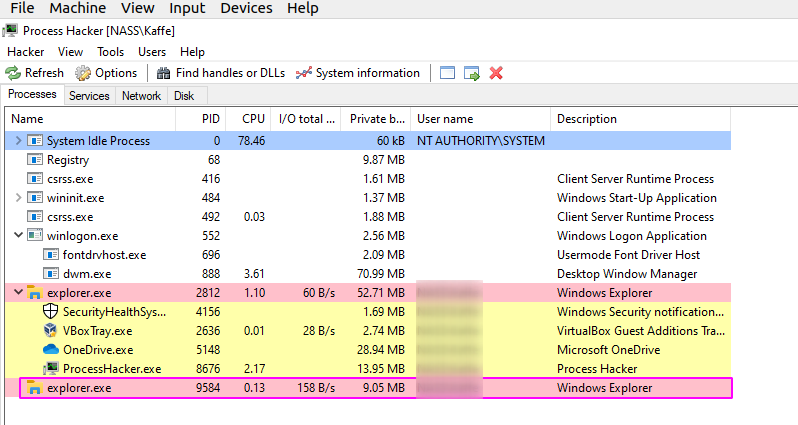 File Machine View Input Devices Help
Process Hacker [NASS\Kaffe]
Hacker View Tools Users Help
Refresh Options Find handles or DLLs System information
Processes Services Network Disk
Name PID CPU I/O total ... Private b... User name Description
System Idle Process 0 78.46 60 kB NT AUTHORITY\SYSTEM
Registry 68 9.87 MB
csrss.exe 416 1.61 MB Client Server Runtime Process
wininit.exe 484 1.37 MB Windows Start-Up Application
csrss.exe 492 0.03 1.88 MB Client Server Runtime Process
winlogon.exe 552 2.56 MB Windows Logon Application
fontdrvhost.exe 696 2.09 MB Usermode Font Driver Host
dwm.exe 888 3.61 70.99 MB Desktop Window Manager
explorer.exe 2812 1.10 60 B/s 52.71 MB Windows Explorer
SecurityHealthSys... 4156 1.69 MB Windows Security notification...
VBoxTray.exe 2636 0.01 28 B/s 2.74 MB VirtualBox Guest Additions Tra...
OneDrive.exe 5148 28.94 MB Microsoft OneDrive
ProcessHacker.exe 8676 2.17 13.95 MB Process Hacker
explorer.exe 9584 0.13 158 B/s 9.05 MB Windows Explorer